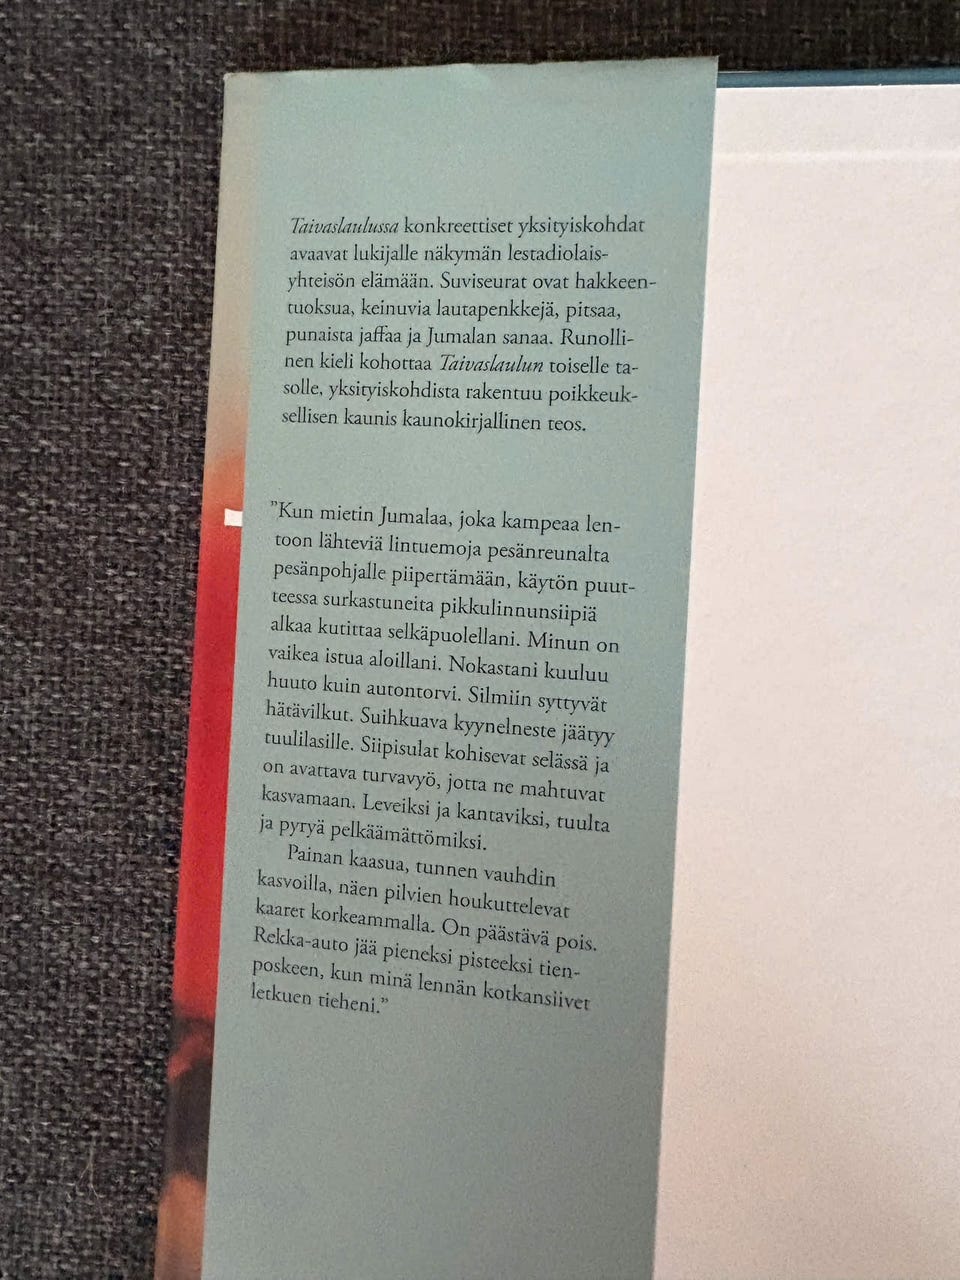 Taivaslaulussa konkreettiset yksityiskohdat
avaavat lukijalle näkymän lestadiolais-
yhteisön elämään. Suviseurat ovat hakkeen-
tuoksua, keinuvia lautapenkkejä, pitsaa,
punaista jaffaa ja Jumalan sanaa. Runolli-
nen kieli kohottaa Taivaslaulun toiselle ta-
solle, yksityiskohdista rakentuu poikkeuk-
sellisen kaunis kaunokirjallinen teos.
”Kun mietin Jumalaa, joka kampeaa len-
toon lähteviä lintuemoja pesänreunalta
pesänpohjalle piipertämään, käytön puut-
teessa surkastuneita pikkulinnunsiipiä
alkaa kutittaa selkäpuolellani. Minun on
vaikea istua aloillani. Nokastani kuuluu
huuto kuin autontorvi. Silmiin syttyvät
hätävilkut. Suihkuava kyynelneste jäätyy
tuulilasille. Siipisulat kohisevat selässä ja
on avattava turvavyö, jotta ne mahtuvat
kasvamaan. Leveiksi ja kantaviksi, tuulta
ja pyryä pelkäämättömiksi.
Painan kaasua, tunnen vauhdin
kasvoilla, näen pilvien houkuttelevat
kaaret korkeammalla. On päästävä pois.
Rekka-auto jää pieneksi pisteeksi tien-
poskeen, kun minä lennän kotkansiivet
letkuen tieheni.”